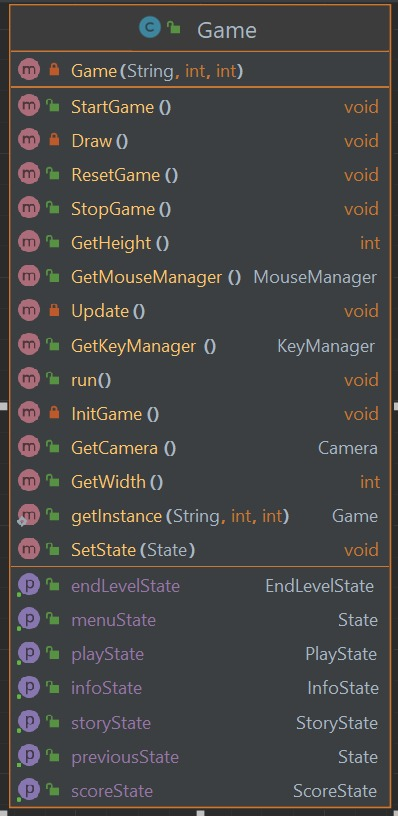 C Game
m Game(String, int, int)
m StartGame () void
m Draw () void
m ResetGame () void
m StopGame () void
m GetHeight () int
m GetMouseManager () MouseManager
m Update () void
m GetKeyManager () KeyManager
m run() void
m InitGame () void
m GetCamera () Camera
m GetWidth () int
m getInstance (String, int, int) Game
m SetState (State) void
p endLevelState EndLevelState
p menuState State
p playState PlayState
p infoState InfoState
p storyState StoryState
p previousState State
p scoreState ScoreState